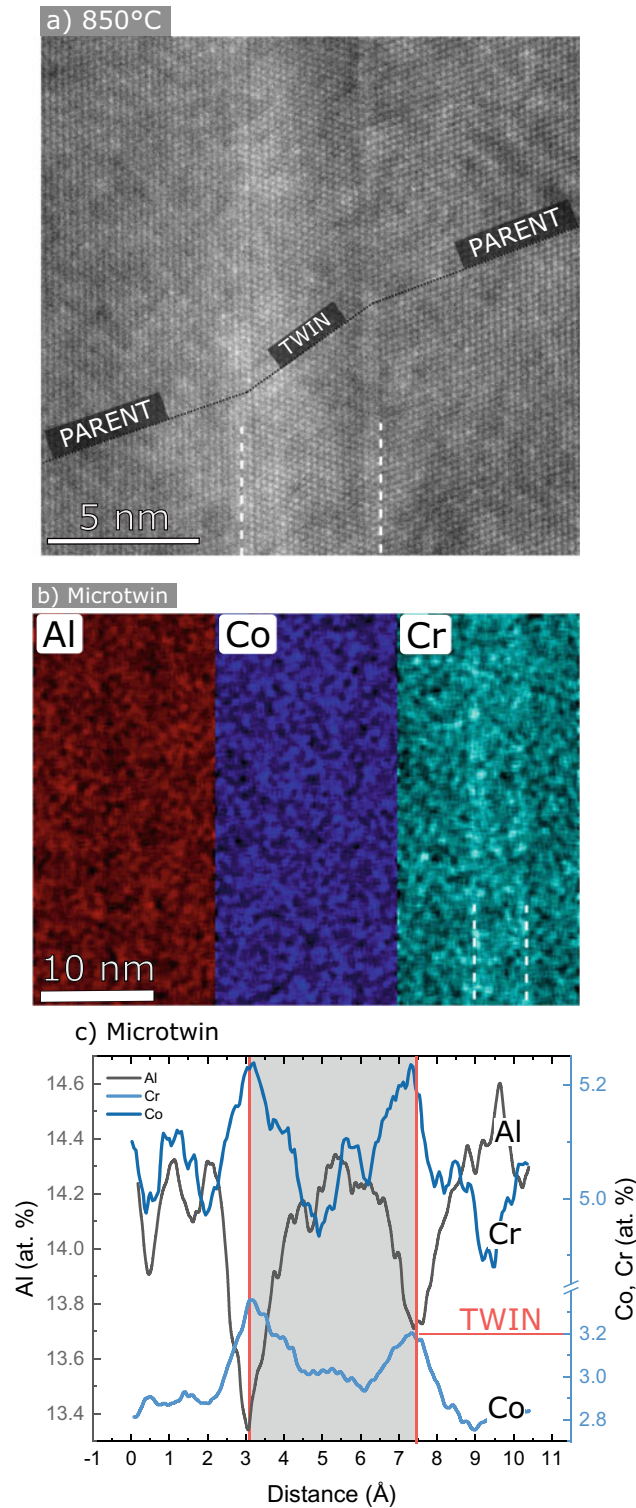 a) 850°C
PARENT
TWIN
PARENT
5 nm
b) Microtwin
Al
Co
Cr
10 nm
c) Microtwin
Al
Cr
Co
14.6
14.4
14.2
14.0
13.8
13.6
13.4
Al (at. %)
5.2
5.0
3.2
3.0
2.8
Co, Cr (at. %)
Al
Cr
TWIN
Co
-1 0 1 2 3 4 5 6 7 8 9 10 11
Distance (Å)